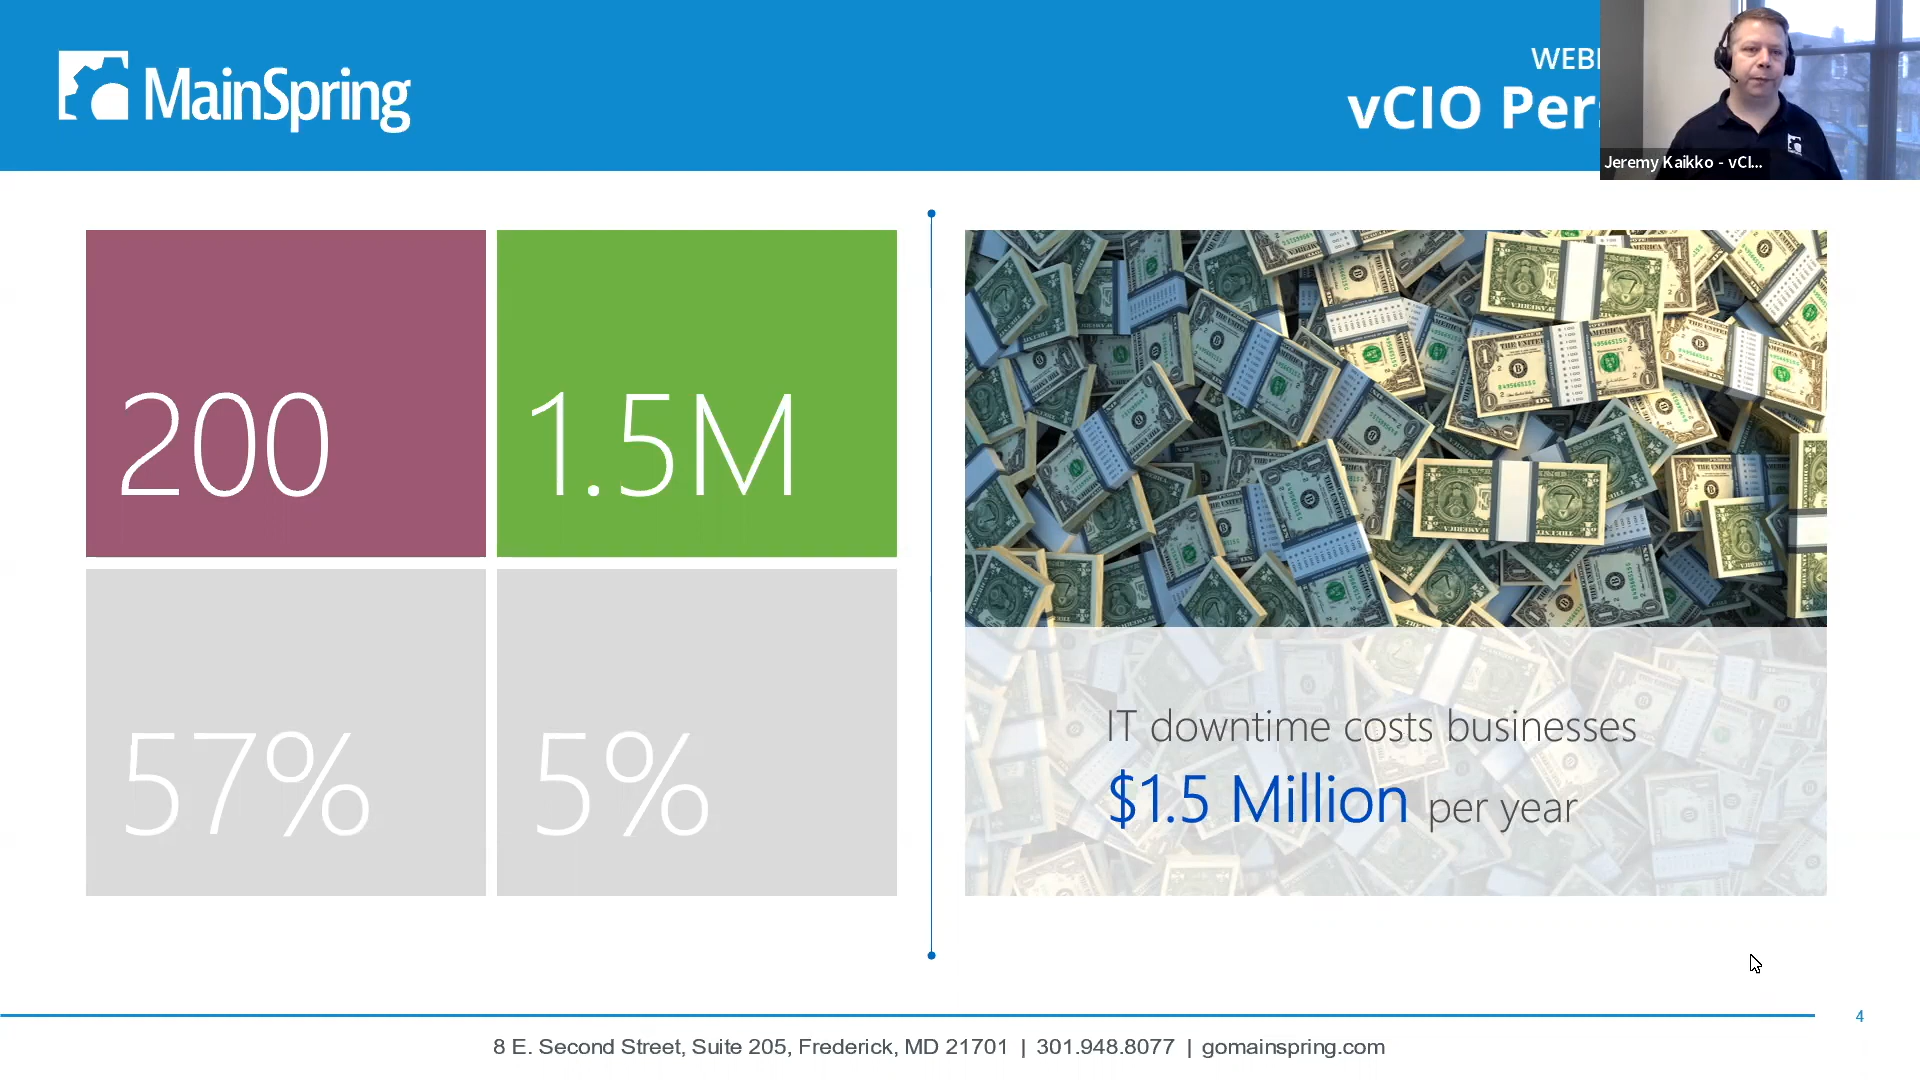 MainSpring
WEB
vCIO Per
Jeremy Kaikko - vCI...
200
1.5M
57%
5%
IT downtime costs businesses
$1.5 Million per year
4
8 E. Second Street, Suite 205, Frederick, MD 21701 | 301.948.8077 | gomainspring.com